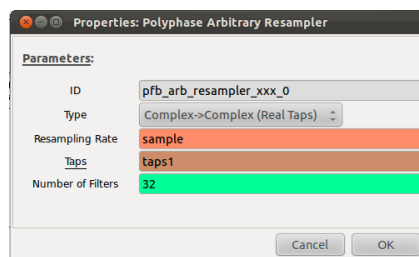 Properties: Polyphase Arbitrary Resampler
Parameters:
ID pfb_arb_resampler_xxx_0
Type Complex->Complex (Real Taps)
Resampling Rate sample
Taps taps1
Number of Filters 32
Cancel OK